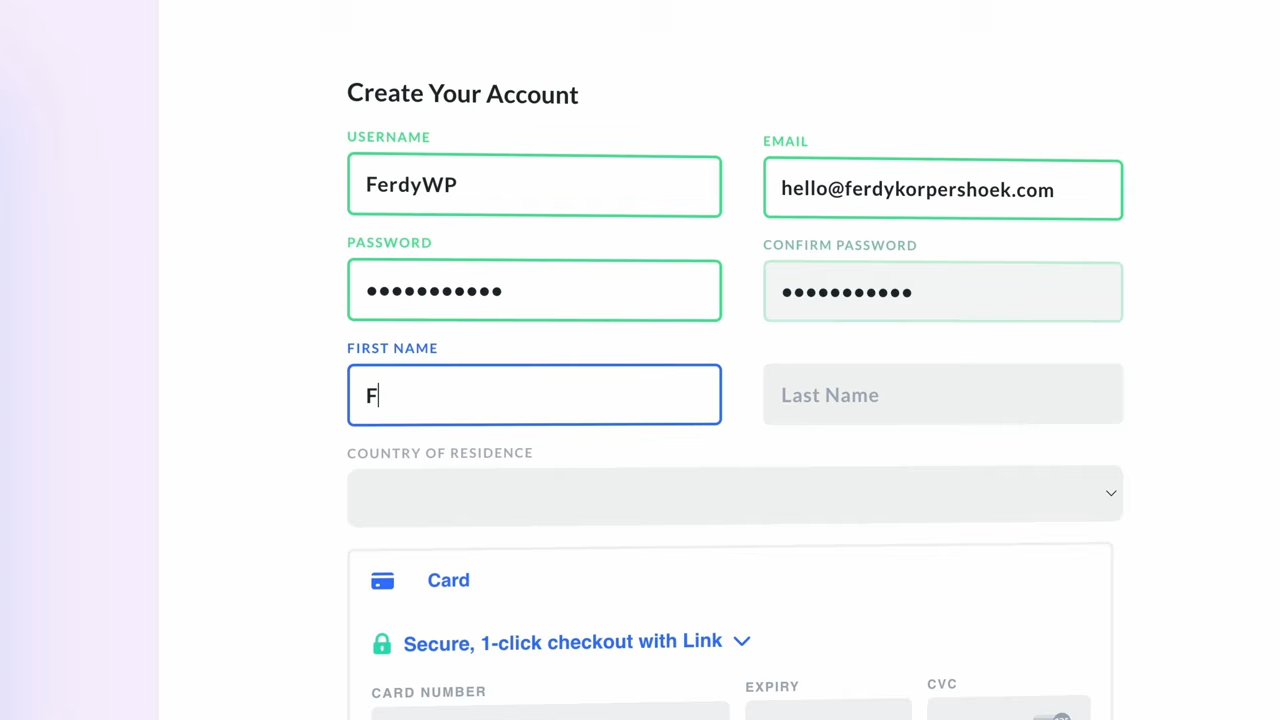 Create Your Account
USERNAME
EMAIL
FerdyWP
hello@ferdykorpershoek.com
PASSWORD
CONFIRM PASSWORD
•••••••••••
•••••••••••
FIRST NAME
F
Last Name
COUNTRY OF RESIDENCE
Card
Secure, 1-click checkout with Link
CARD NUMBER
EXPIRY
CVC